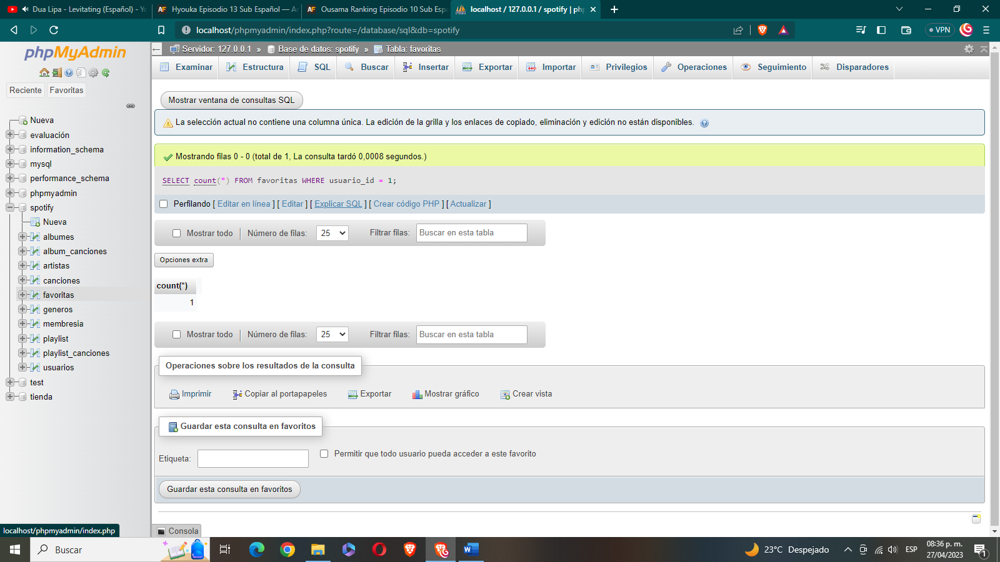 Dua Lipa - Levitating (Español) - Yo
Hyouka Episodio 13 Sub Español — A
Ousama Ranking Episodio 10 Sub Esp
localhost / 127.0.0.1 / spotify | ph
localhost/phpmyadmin/index.php?route=/database/sql&db=spotify
VPN
phpMyAdmin
Reciente
Favoritas
Nueva
evaluación
information_schema
mysql
performance_schema
phpmyadmin
spotify
Nueva
albumes
album_canciones
artistas
canciones
favoritas
generos
membresia
playlist
playlist_canciones
usuarios
test
tienda
localhost/phpmyadmin/index.php
Servidor: 127.0.0.1 » Base de datos: spotify » Tabla: favoritas
Examinar Estructura SQL Buscar Insertar Exportar Importar Privilegios Operaciones Seguimiento Disparadores
Mostrar ventana de consultas SQL
La selección actual no contiene una columna única. La edición de la grilla y los enlaces de copiado, eliminación y edición no están disponibles.
Mostrando filas 0 - 0 (total de 1, La consulta tardó 0,0008 segundos.)
SELECT count(*) FROM favoritas WHERE usuario_id = 1;
Perfilando [ Editar en línea ] [ Editar ] [ Explicar SQL ] [ Crear código PHP ] [ Actualizar ]
Mostrar todo Número de filas: 25 Filtrar filas: Buscar en esta tabla
Opciones extra
count(*)
1
Mostrar todo Número de filas: 25 Filtrar filas: Buscar en esta tabla
Operaciones sobre los resultados de la consulta
Imprimir Copiar al portapapeles Exportar Mostrar gráfico Crear vista
Guardar esta consulta en favoritos
Etiqueta: Permitir que todo usuario pueda acceder a este favorito
Guardar esta consulta en favoritos
Consola
Buscar
23°C Despejado
ESP
08:36 p. m.
27/04/2023
1